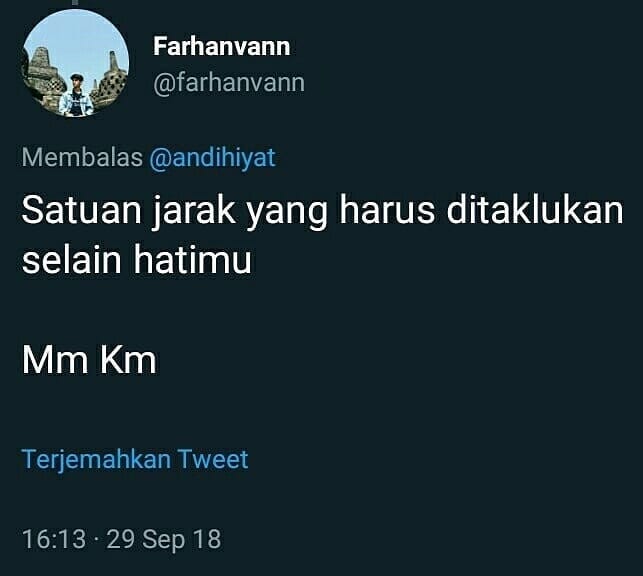 Farhanvann
@farhanvann
Membalas @andihiyat
Satuan jarak yang harus ditaklukan
selain hatimu
Mm Km
Terjemahkan Tweet
16:13 · 29 Sep 18